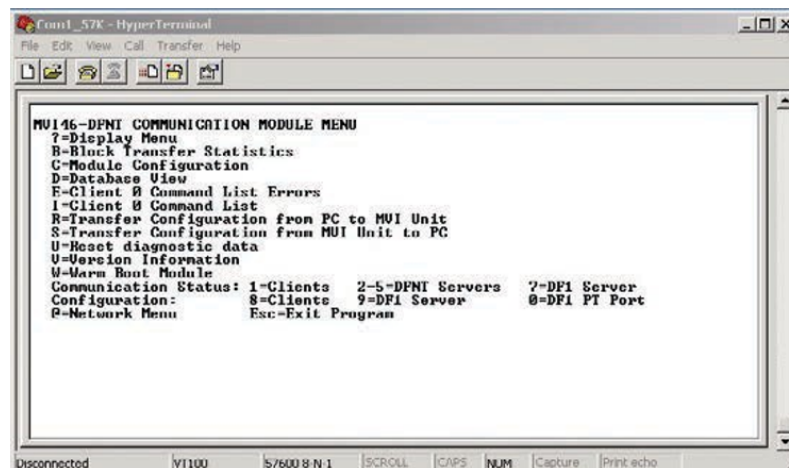 Com1_57K - HyperTerminal
File Edit View Call Transfer Help
MVI46-DFNT COMMUNICATION MODULE MENU
?=Display Menu
B=Block Transfer Statistics
C=Module Configuration
D=Database View
E=Client 0 Command List Errors
I=Client 0 Command List
R=Transfer Configuration from PC to MVI Unit
S=Transfer Configuration from MVI Unit to PC
U=Reset diagnostic data
V=Version Information
W=Warm Boot Module
Communication Status: 1=Clients 2-5=DFNT Servers 7=DF1 Server
Configuration: 8=Clients 9=DF1 Server 0=DF1 PT Port
@=Network Menu Esc=Exit Program
Disconnected VT100 57600 8-N-1 SCROLL CAPS NUM Capture Print echo